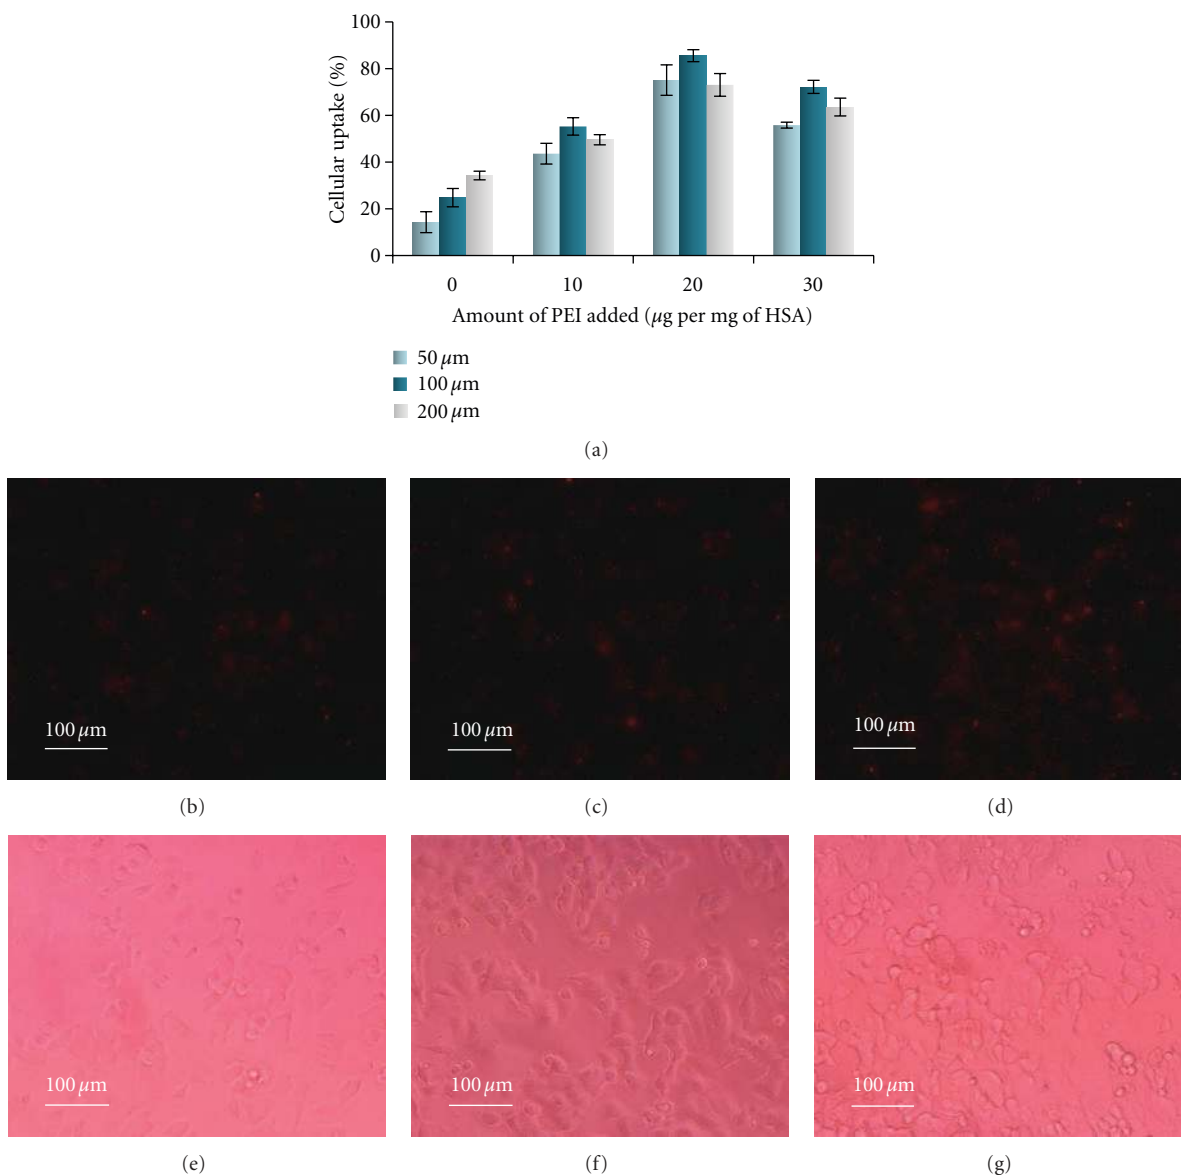 100
80
60
40
20
0
Cellular uptake (%)
0 10 20 30
Amount of PEI added (μg per mg of HSA)
50 μm
100 μm
200 μm
(a)
100 μm 100 μm 100 μm
(b) (c) (d)
100 μm 100 μm 100 μm
(e) (f) (g)